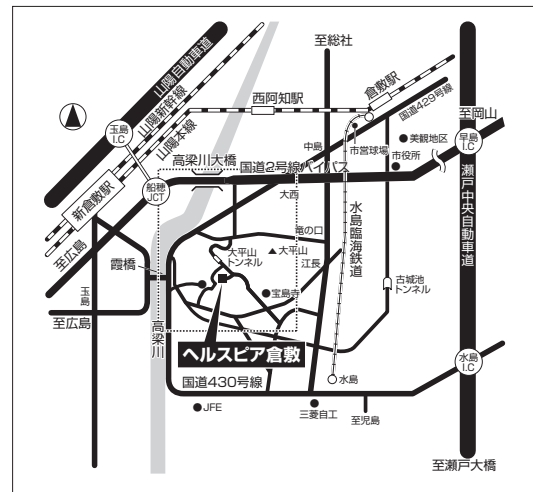 山陽自動車道
山陽新幹線
山陽本線
西阿知駅
至総社
倉敷駅
国道429号線
至岡山
玉島
I.C
中島
市営球場
美観地区
市役所
早島
I.C
高梁川大橋
国道2号線バイパス
船穂
JCT
大西
新倉敷駅
至広島
竜の口
水島臨海鉄道
瀬戸中央自動車道
大平山
トンネル
大平山
江長
霞橋
玉島
宝島寺
古城池
トンネル
至広島
高梁川
ヘルスピア倉敷
国道430号線
水島
水島
I.C
JFE
三菱自工
至児島
至瀬戸大橋